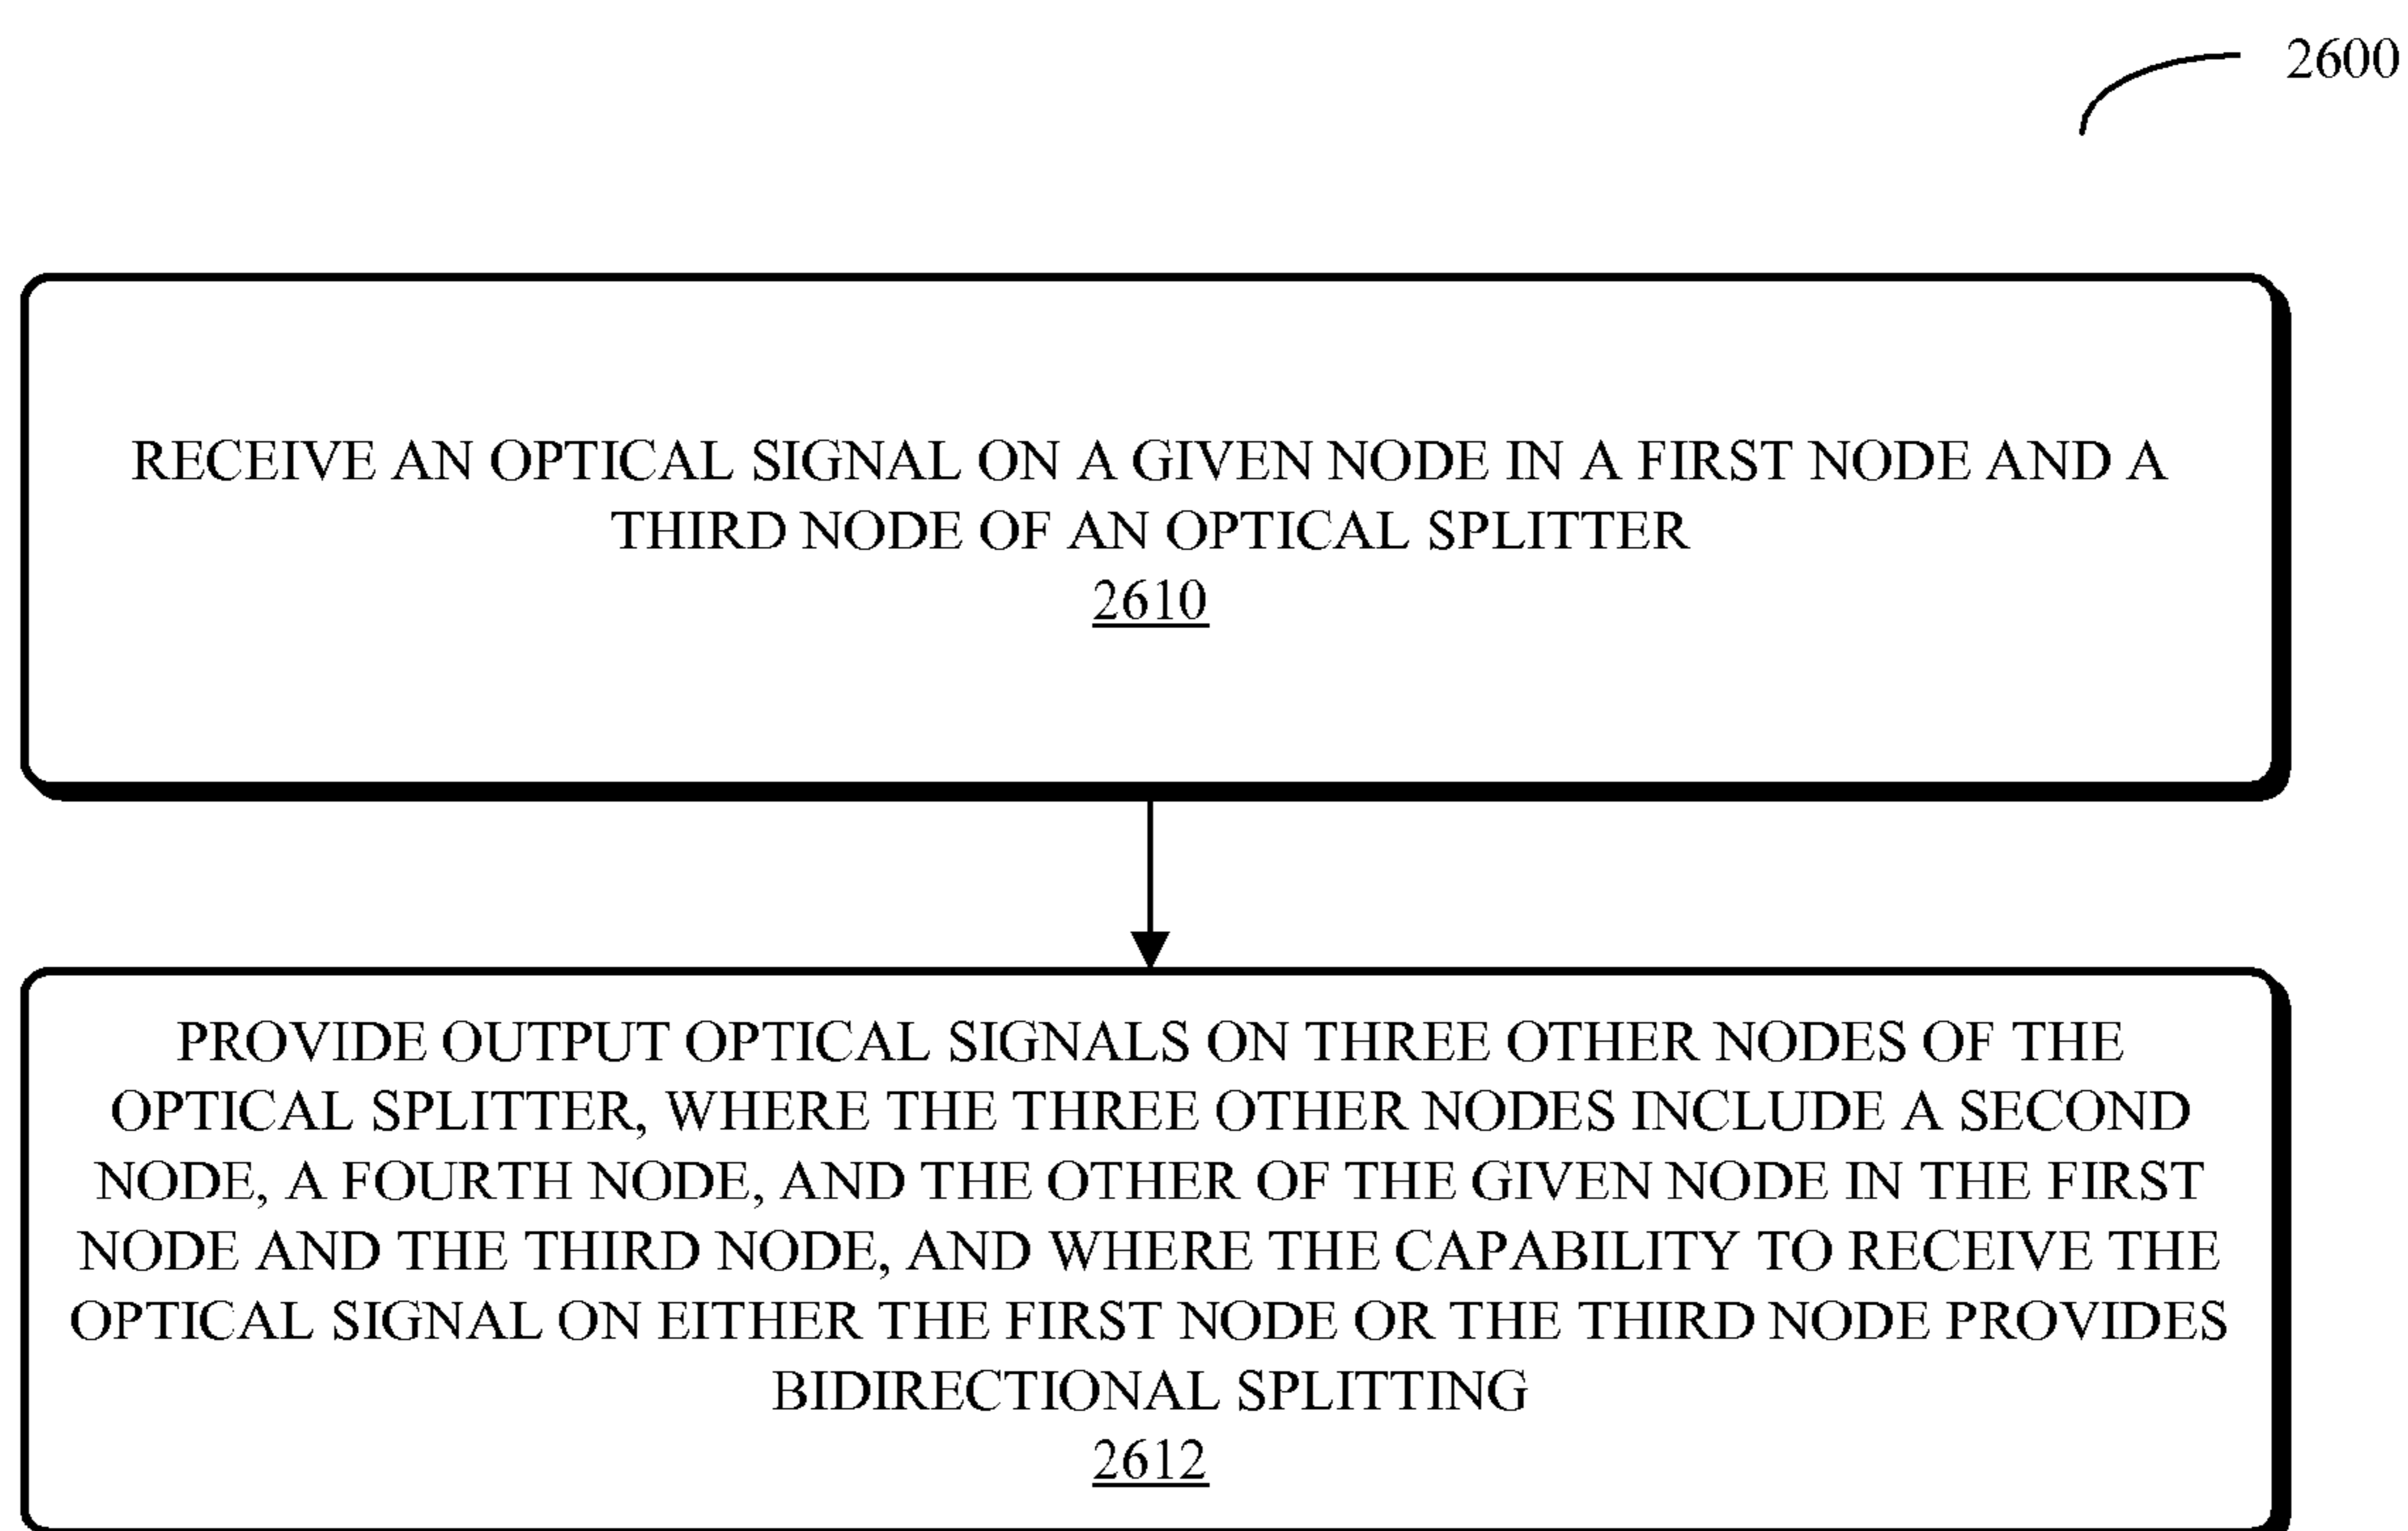 2600
RECEIVE AN OPTICAL SIGNAL ON A GIVEN NODE IN A FIRST NODE AND A
THIRD NODE OF AN OPTICAL SPLITTER
2610
PROVIDE OUTPUT OPTICAL SIGNALS ON THREE OTHER NODES OF THE
OPTICAL SPLITTER, WHERE THE THREE OTHER NODES INCLUDE A SECOND
NODE, A FOURTH NODE, AND THE OTHER OF THE GIVEN NODE IN THE FIRST
NODE AND THE THIRD NODE, AND WHERE THE CAPABILITY TO RECEIVE THE
OPTICAL SIGNAL ON EITHER THE FIRST NODE OR THE THIRD NODE PROVIDES
BIDIRECTIONAL SPLITTING
2612